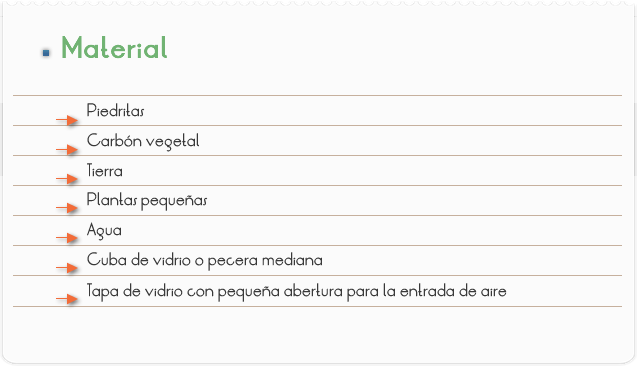 Material
Piedritas
Carbón vegetal
Tierra
Plantas pequeñas
Agua
Cuba de vidrio o pecera mediana
Tapa de vidrio con pequeña abertura para la entrada de aire